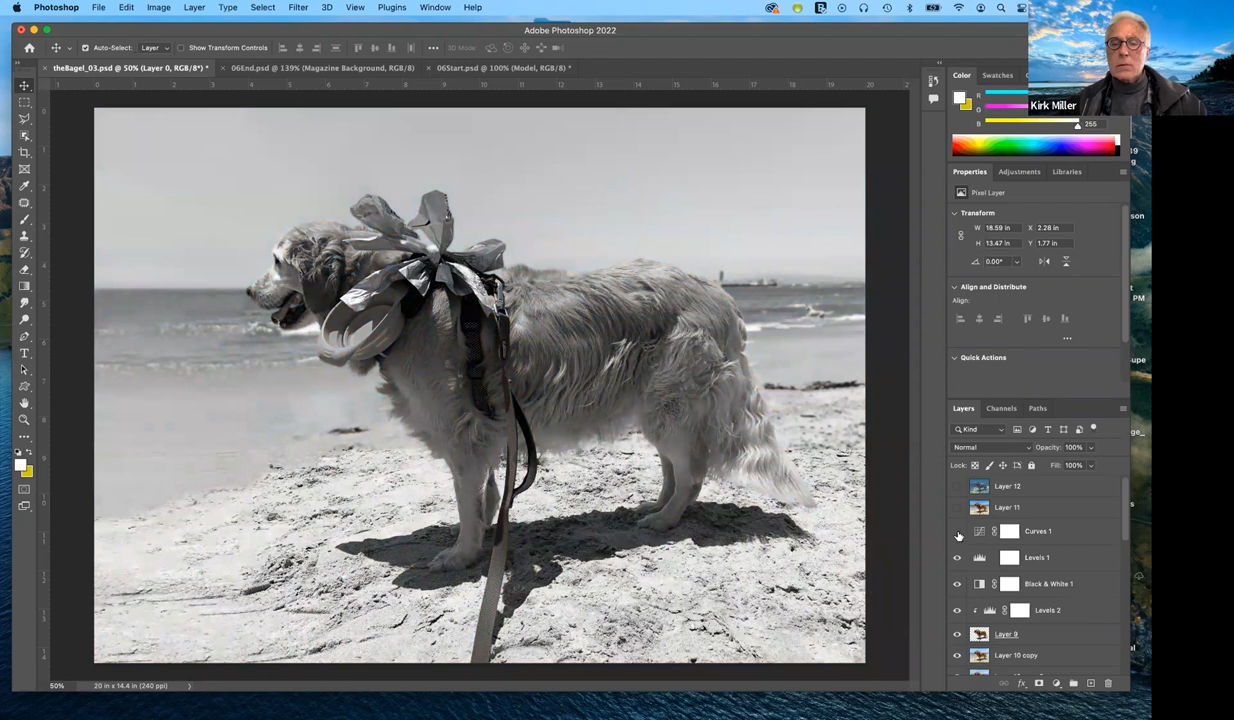 Photoshop File Edit Image Layer Type Select Filter 3D View Plugins Window Help
Adobe Photoshop 2022
Auto-Select: Layer Show Transform Controls 3D Mode:
theBagel_03.psd @ 50% (Layer 0, RGB/8*) * 06End.psd @ 139% (Magazine Background, RGB/8) 06Start.psd @ 100% (Model, RGB/8) *
Kirk Miller
Color Swatches
R
G
B 255
Properties Adjustments Libraries
Pixel Layer
Transform
W 18.59 in X 2.28 in
H 13.47 in Y 1.77 in
0.00°
Align and Distribute
Align:
Quick Actions
Layers Channels Paths
Kind
Normal Opacity: 100%
Lock: Fill: 100%
Layer 12
Layer 11
Curves 1
Levels 1
Black & White 1
Levels 2
Layer 9
Layer 10 copy
50% 20 in x 14.4 in (240 ppi)
PM